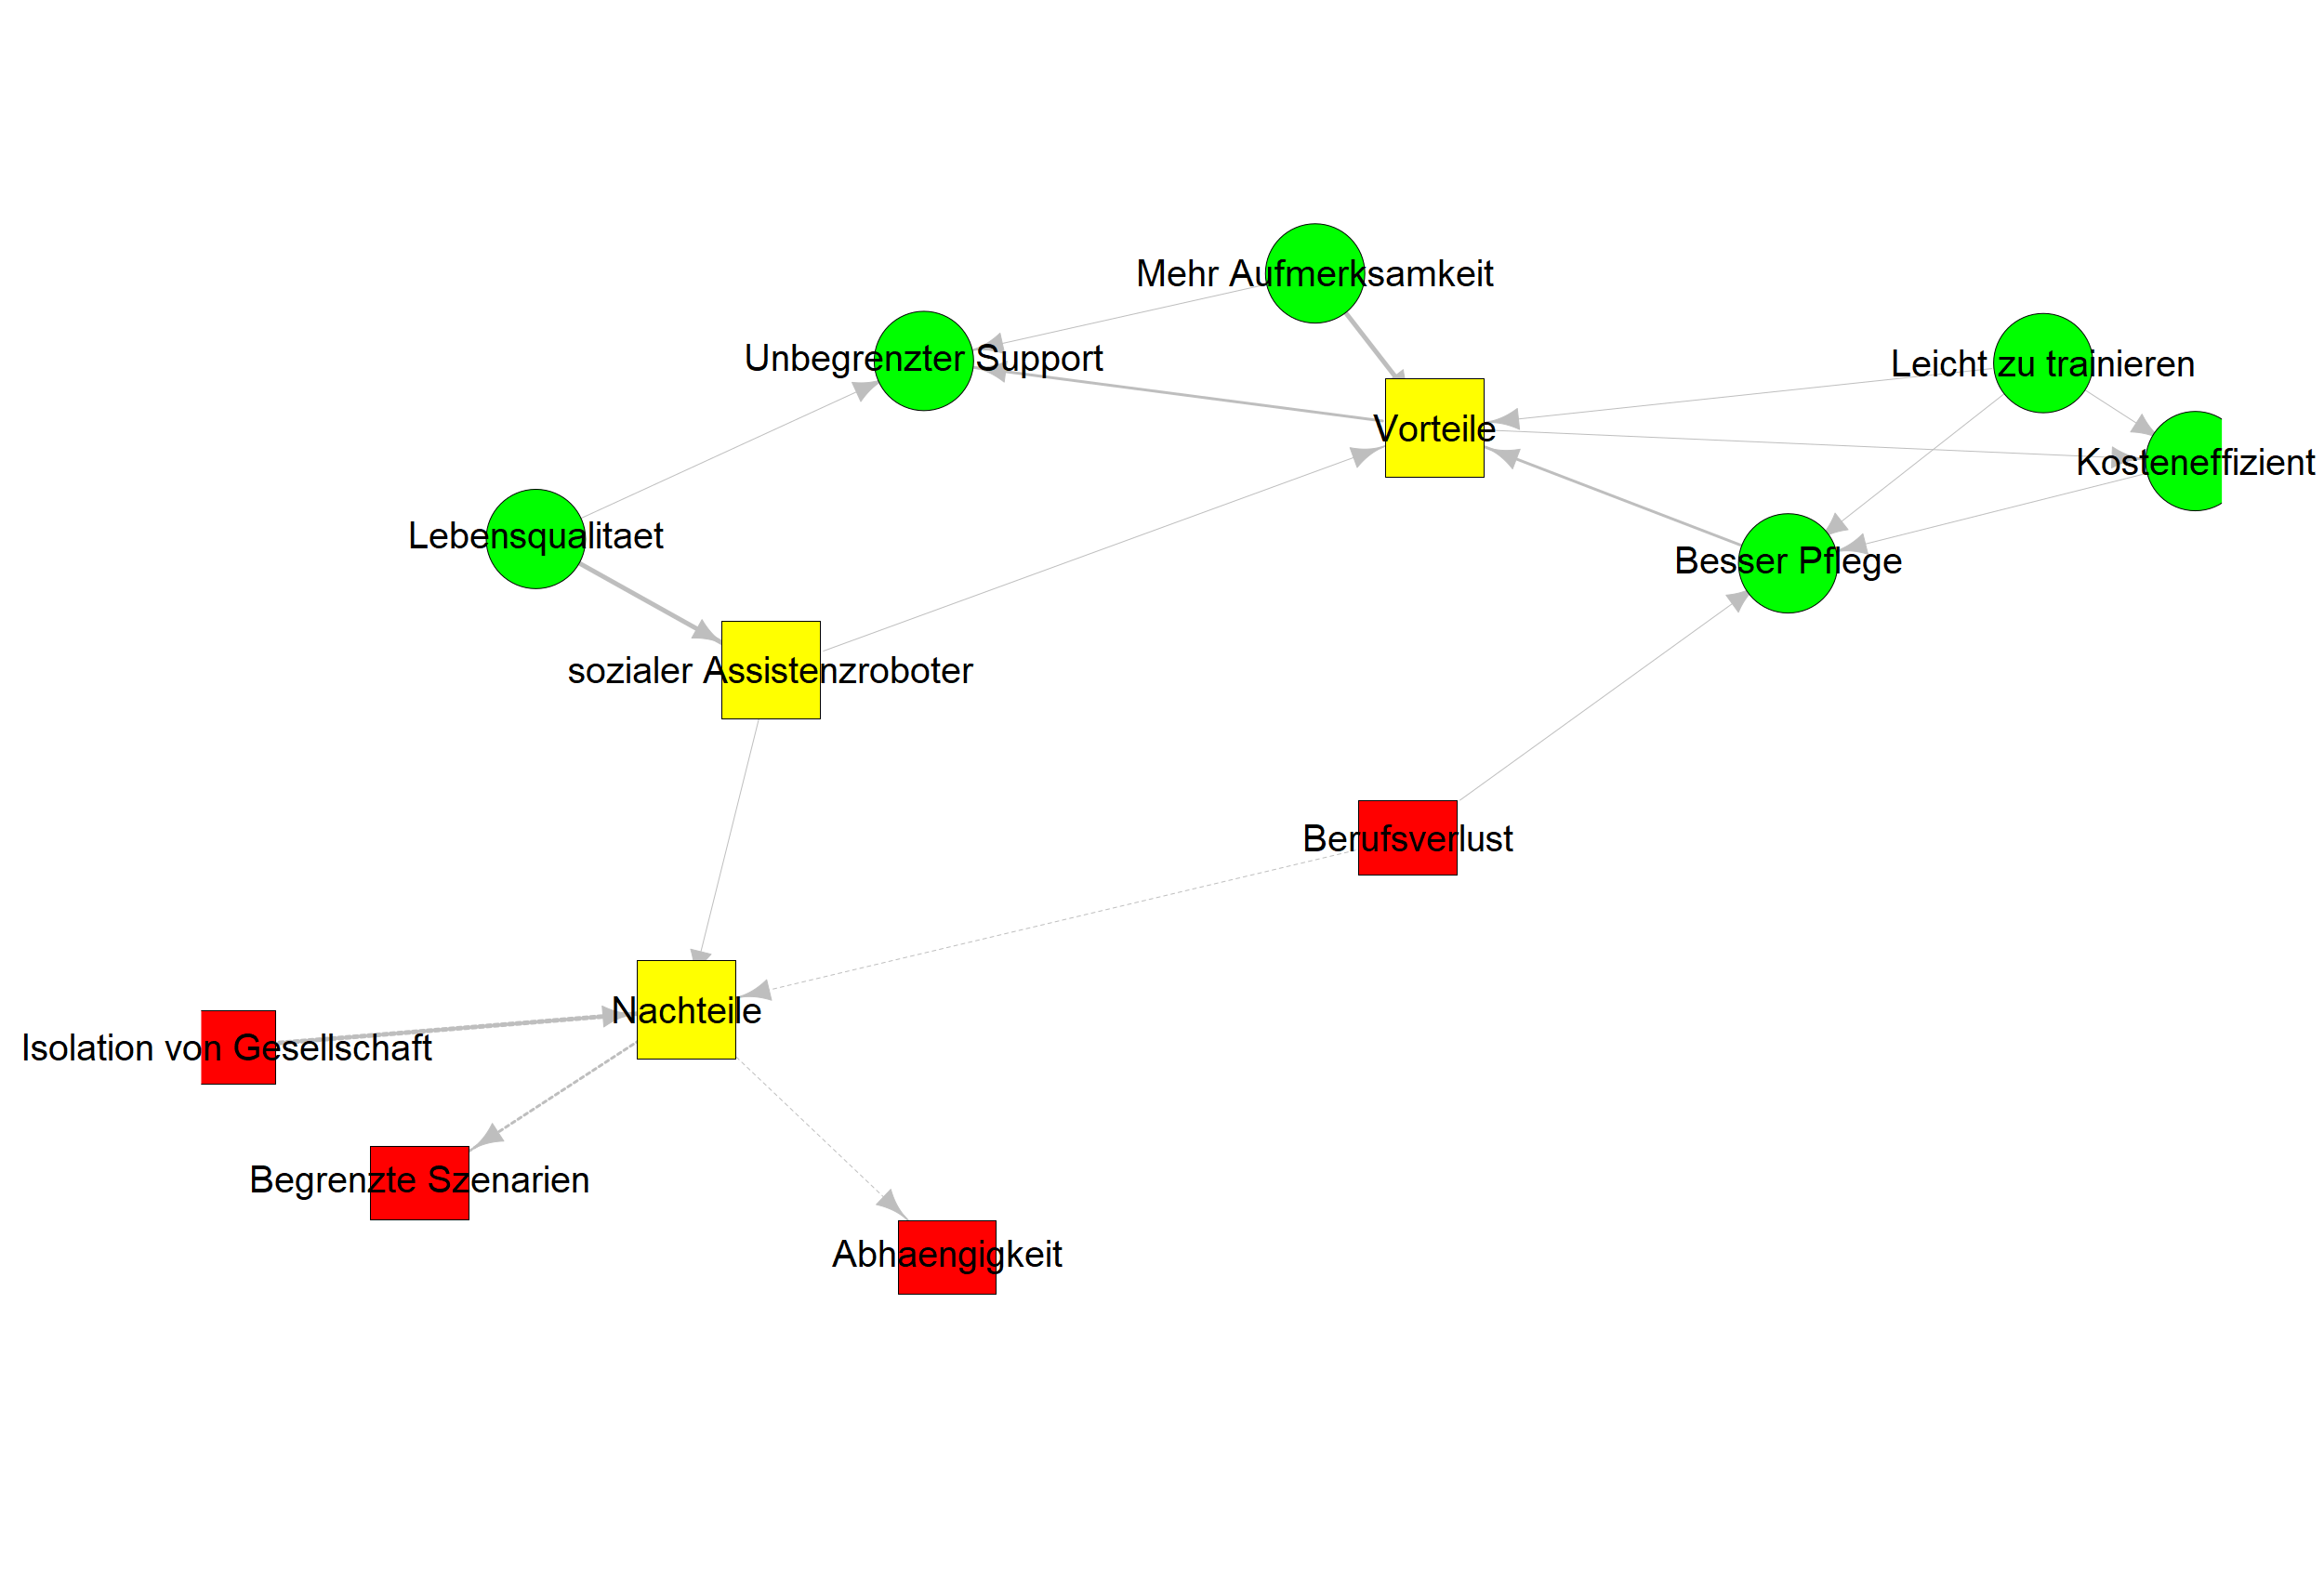 Mehr Aufmerksamkeit
Unbegrenzter Support
Leicht zu trainieren
Vorteile
Kosteneffizient
Lebensqualitaet
Besser Pflege
sozialer Assistenzroboter
Berufsverlust
Nachteile
Isolation von Gesellschaft
Begrenzte Szenarien
Abhaengigkeit